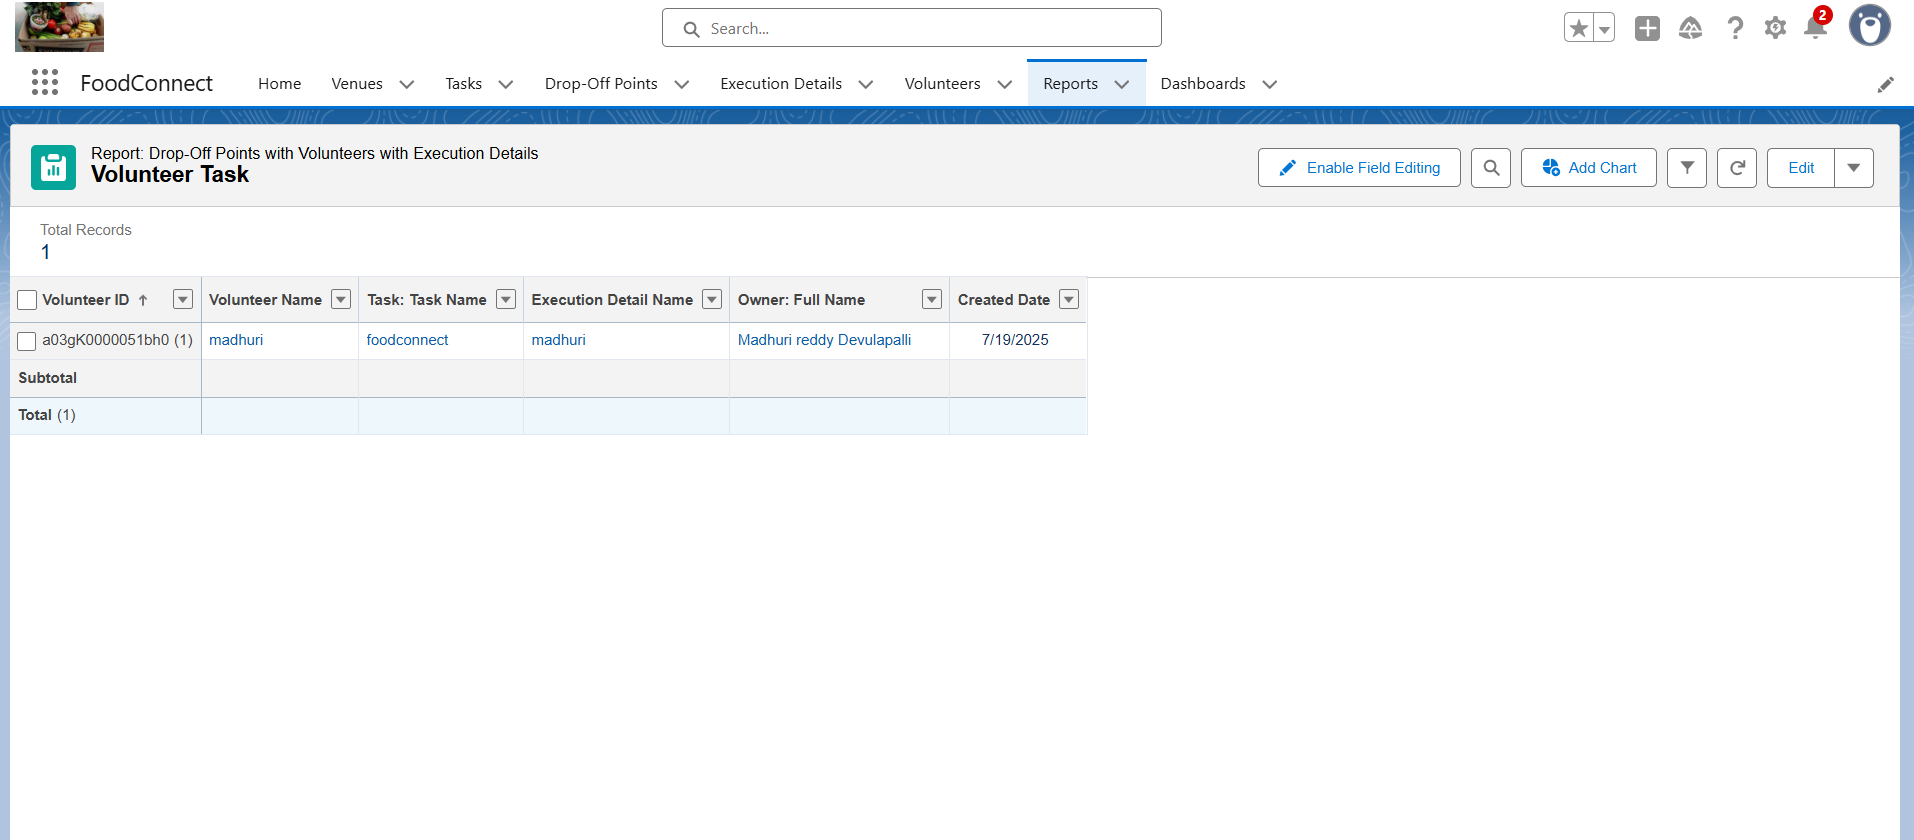 Search...
2
FoodConnect
Home
Venues
Tasks
Drop-Off Points
Execution Details
Volunteers
Reports
Dashboards
Report: Drop-Off Points with Volunteers with Execution Details
Volunteer Task
Enable Field Editing
Add Chart
Edit
Total Records
1
Volunteer ID Volunteer Name Task: Task Name Execution Detail Name Owner: Full Name Created Date
a03gK0000051bh0 (1) madhuri foodconnect madhuri Madhuri reddy Devulapalli 7/19/2025
Subtotal
Total (1)